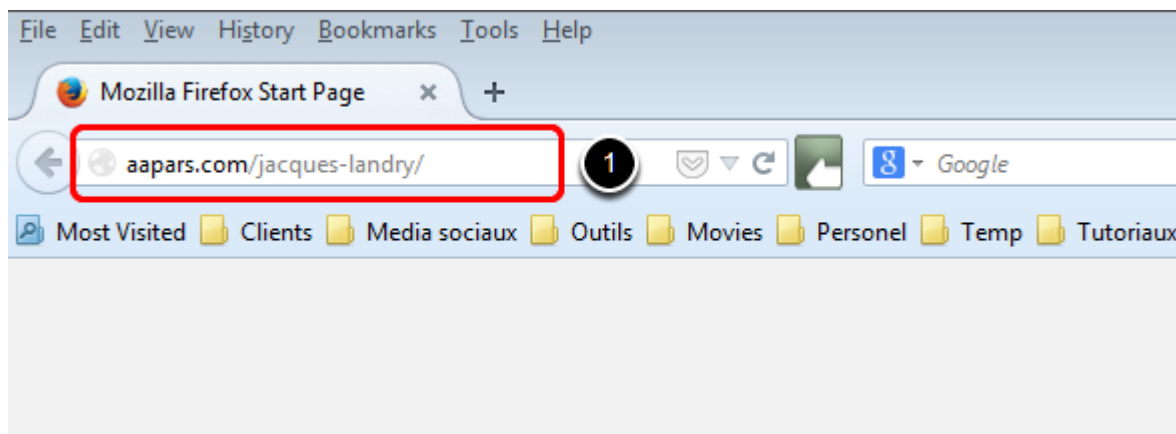 File Edit View History Bookmarks Tools Help
Mozilla Firefox Start Page
aapars.com/jacques-landry/ 1 8 Google
Most Visited Clients Media sociaux Outils Movies Personel Temp Tutoriaux